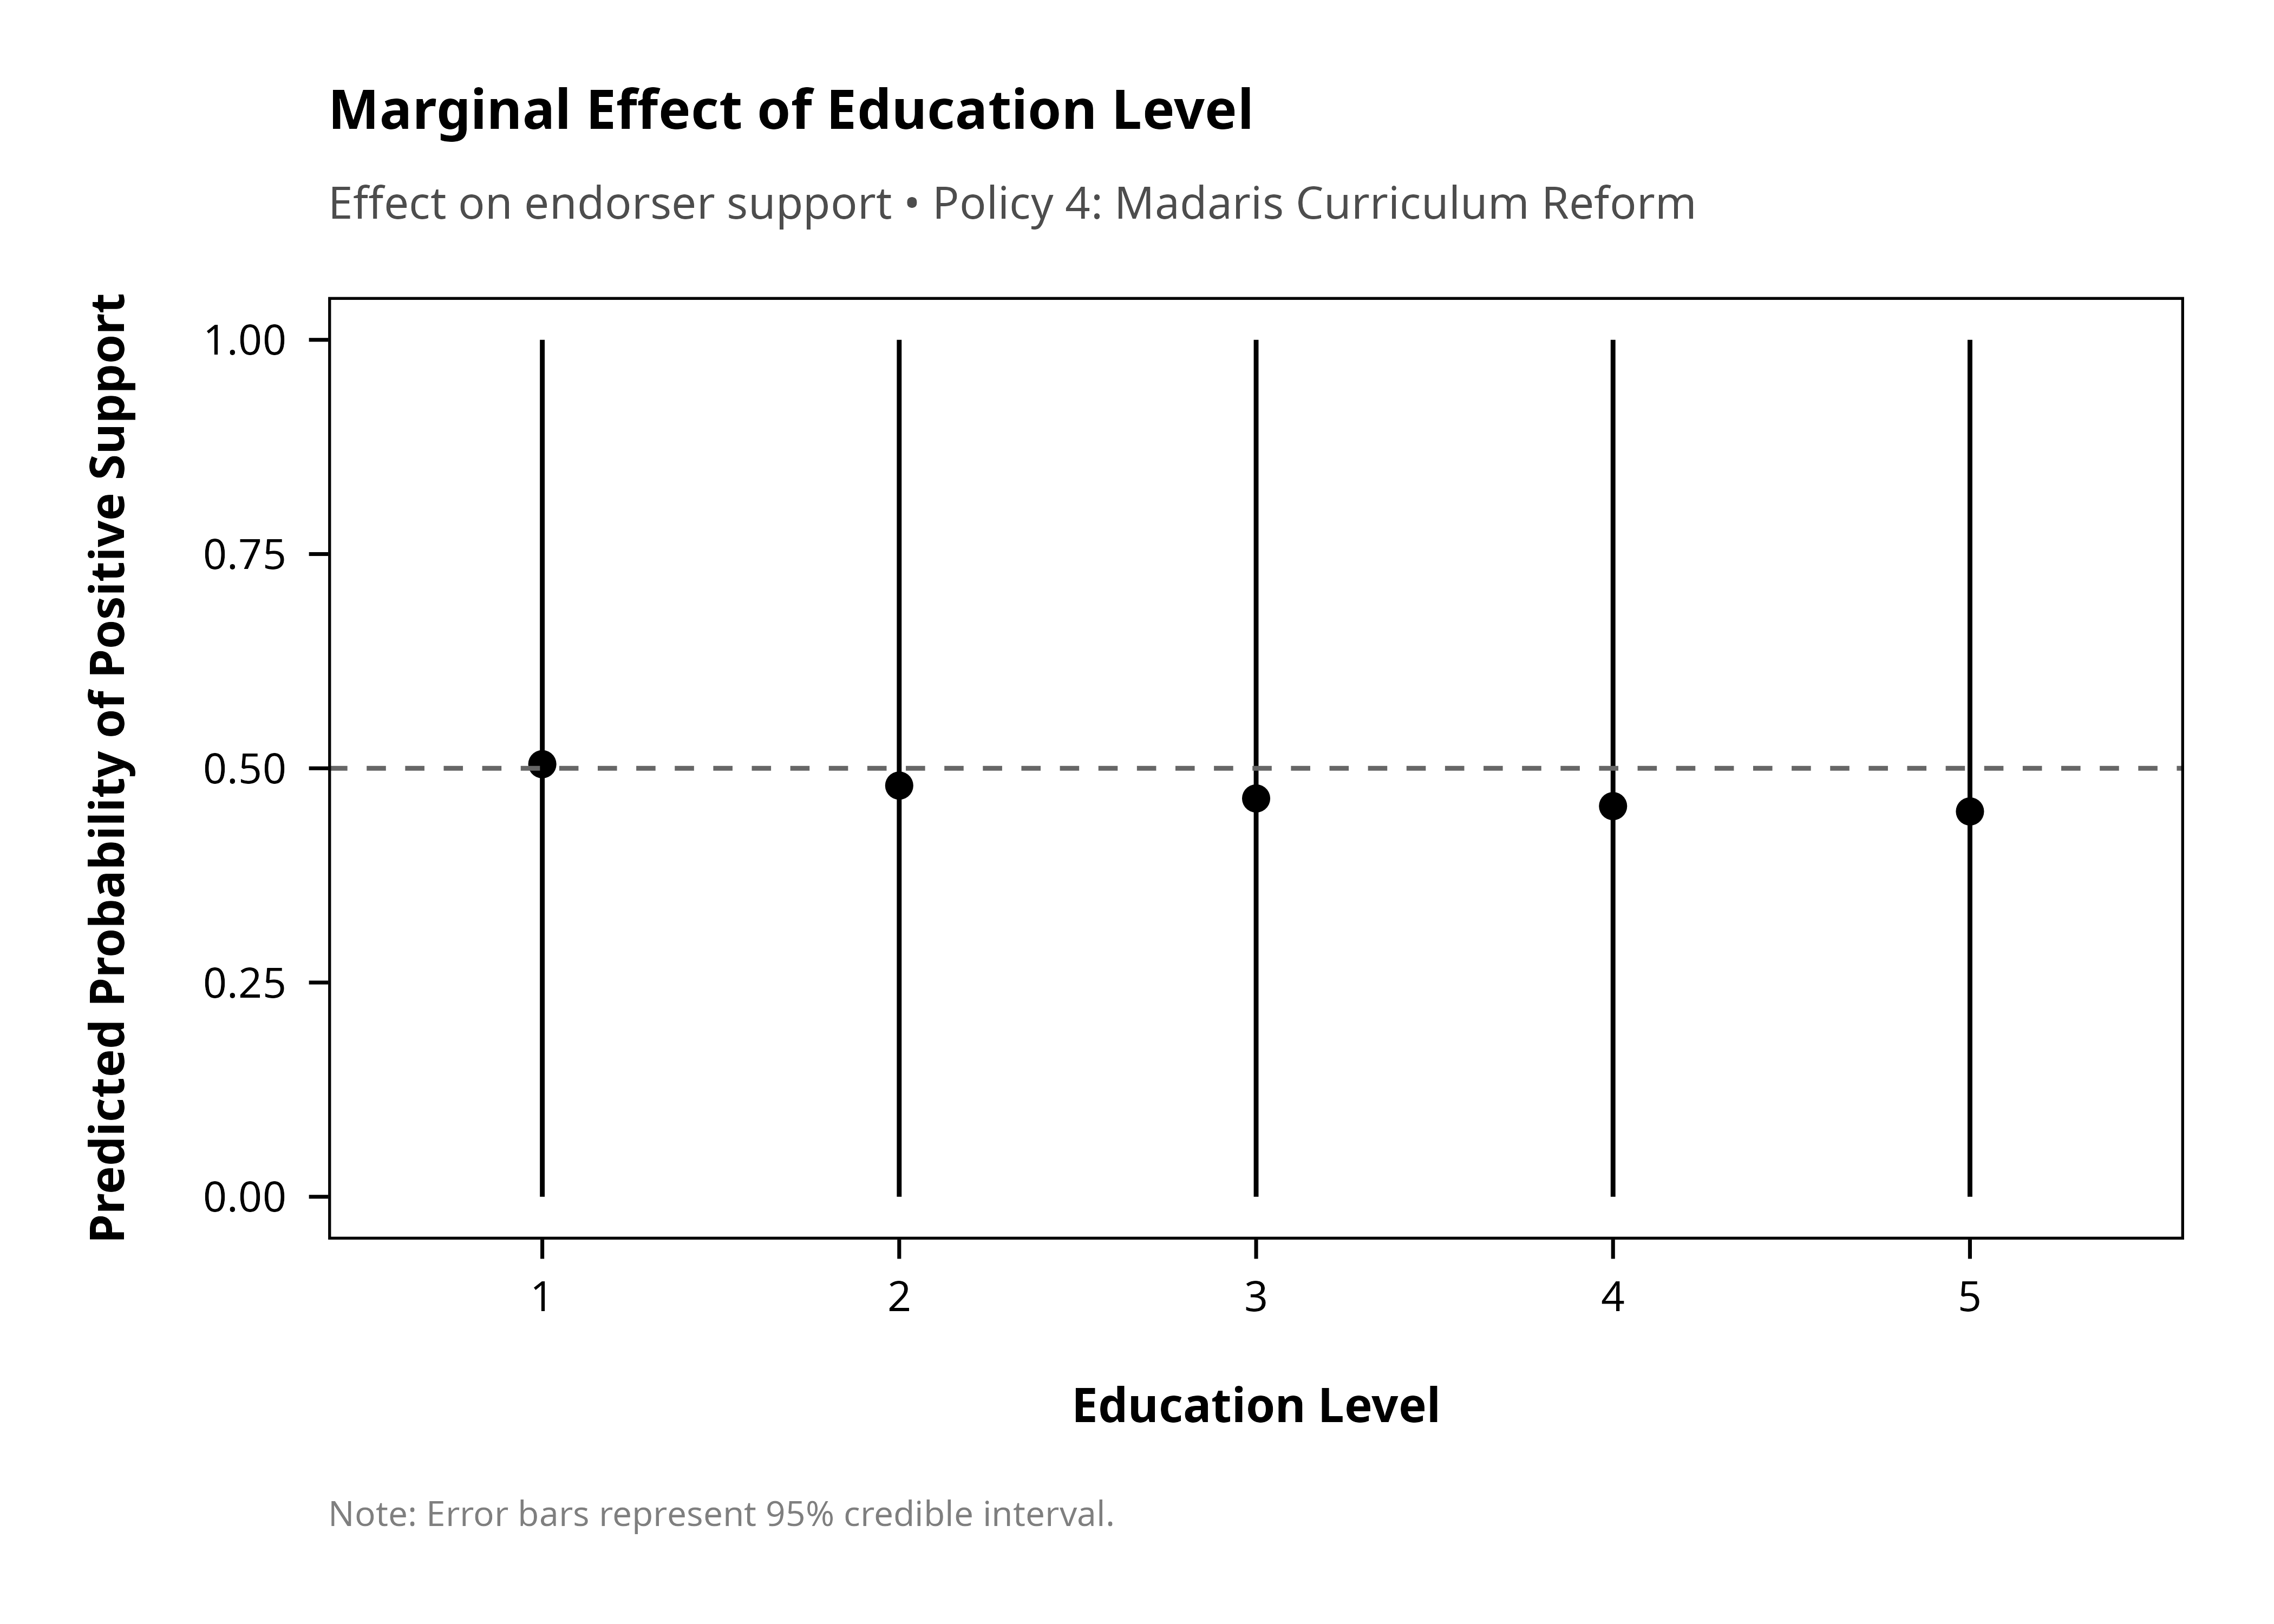 Marginal Effect of Education Level
Effect on endorser support • Policy 4: Madaris Curriculum Reform
Predicted Probability of Positive Support
1.00
0.75
0.50
0.25
0.00
1 2 3 4 5
Education Level
Note: Error bars represent 95% credible interval.